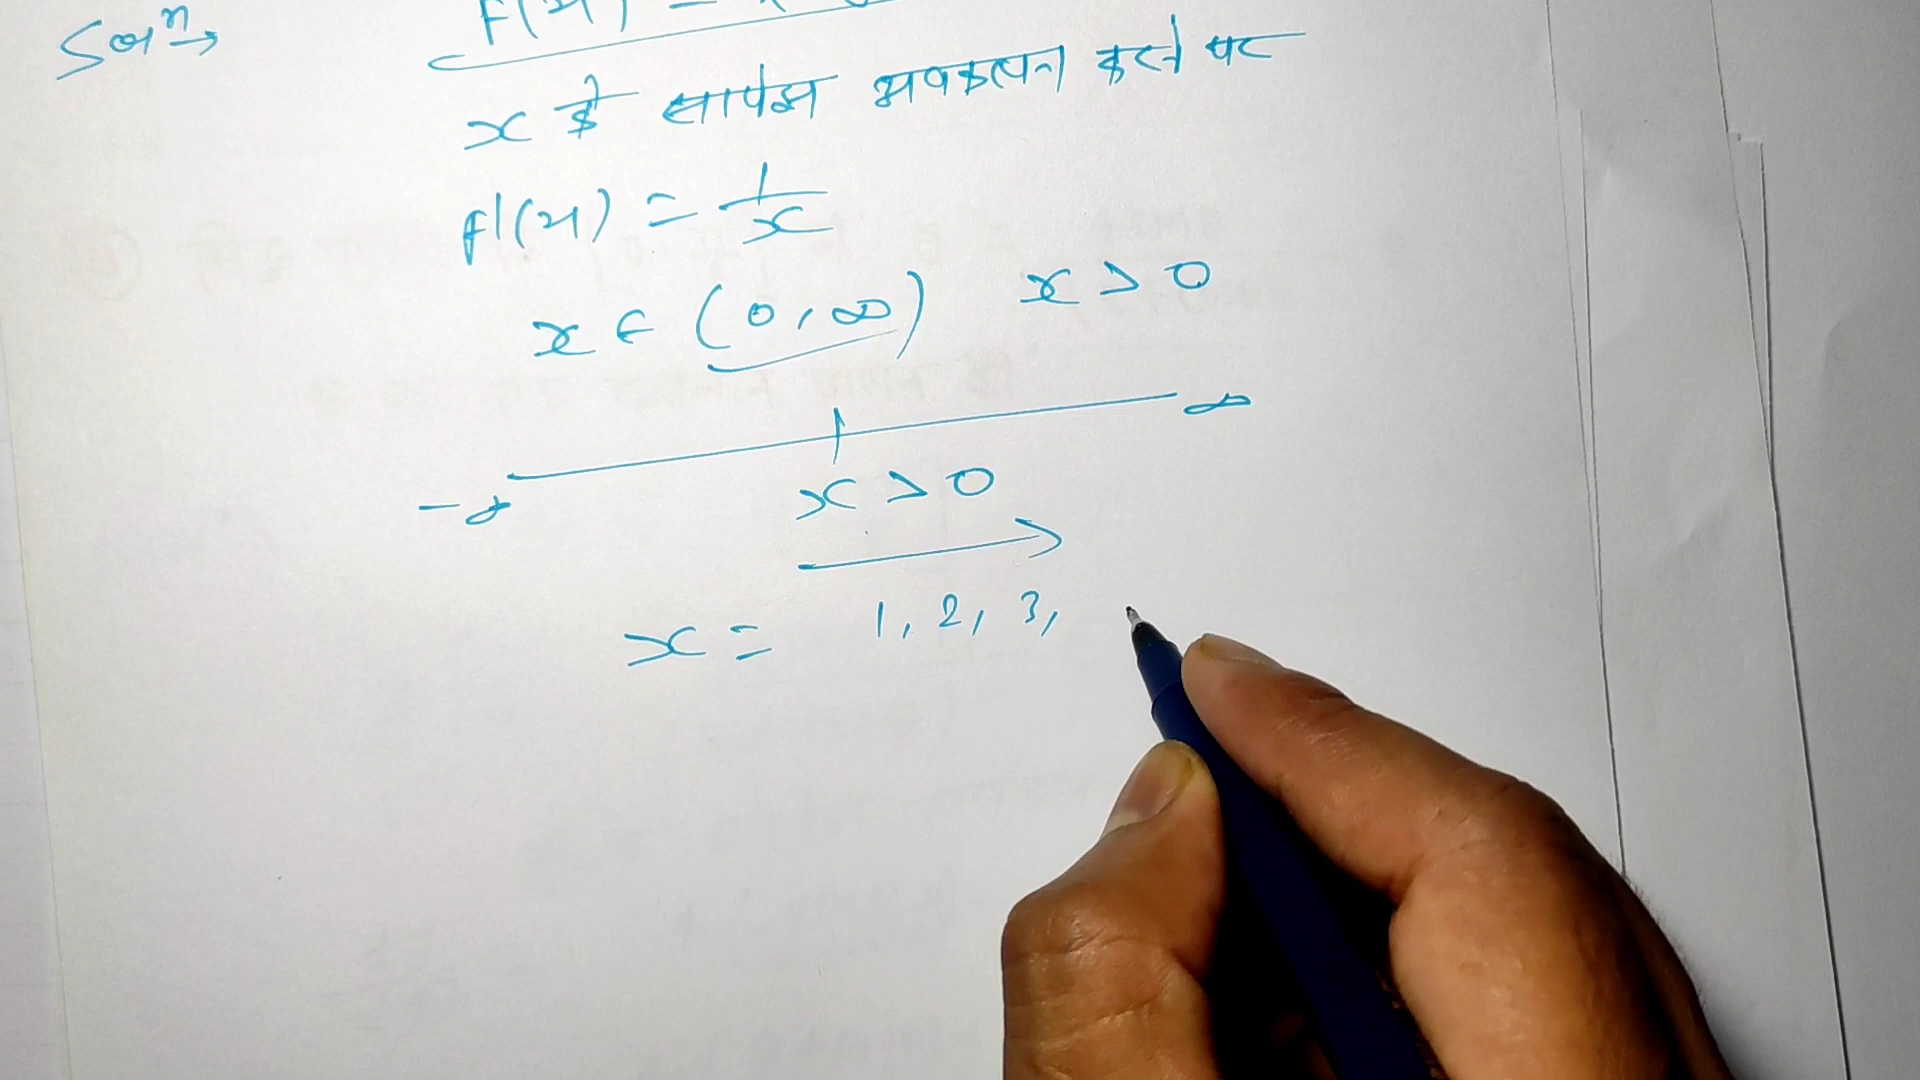 Solⁿ→ F(x) =
x के सापेक्ष अवकलन करने पर
F'(x) = 1/x
x ∈ (0, ∞) x > 0
-∞ ∞
x > 0
x = 1, 2, 3,